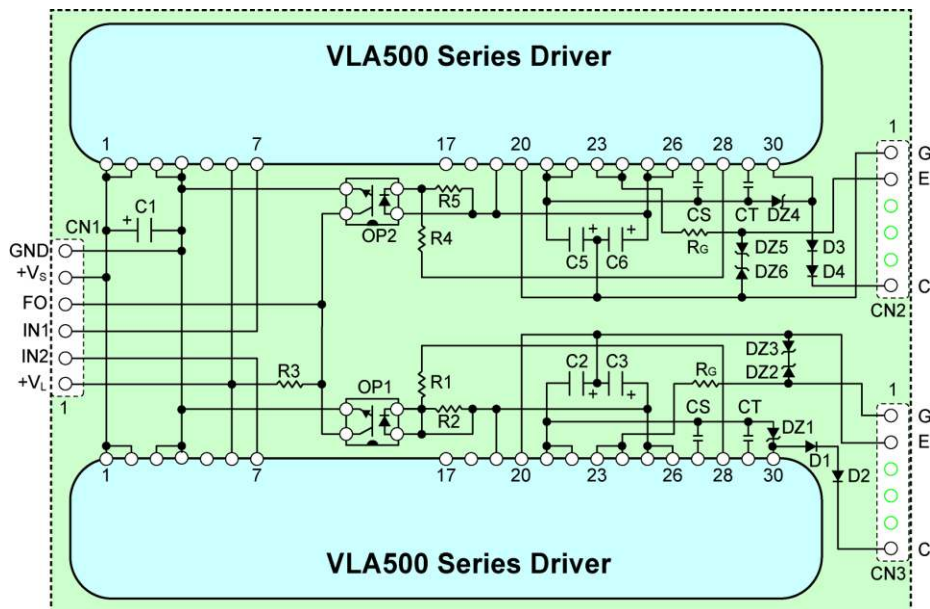 VLA500 Series Driver
1 7 17 20 23 26 28 30
1
G
E
C
CN2
CN1
C1
+
GND
+Vs
FO
IN1
IN2
+VL
1
OP2
R5
R4
C5 C6
+ +
CS CT DZ4
RG
DZ5
DZ6
D3
D4
R3
OP1
R1
R2
C2 C3
+ +
RG
DZ3
DZ2
CS CT
DZ1
D1
D2
1
G
E
C
CN3
1 7 17 20 23 26 28 30
VLA500 Series Driver